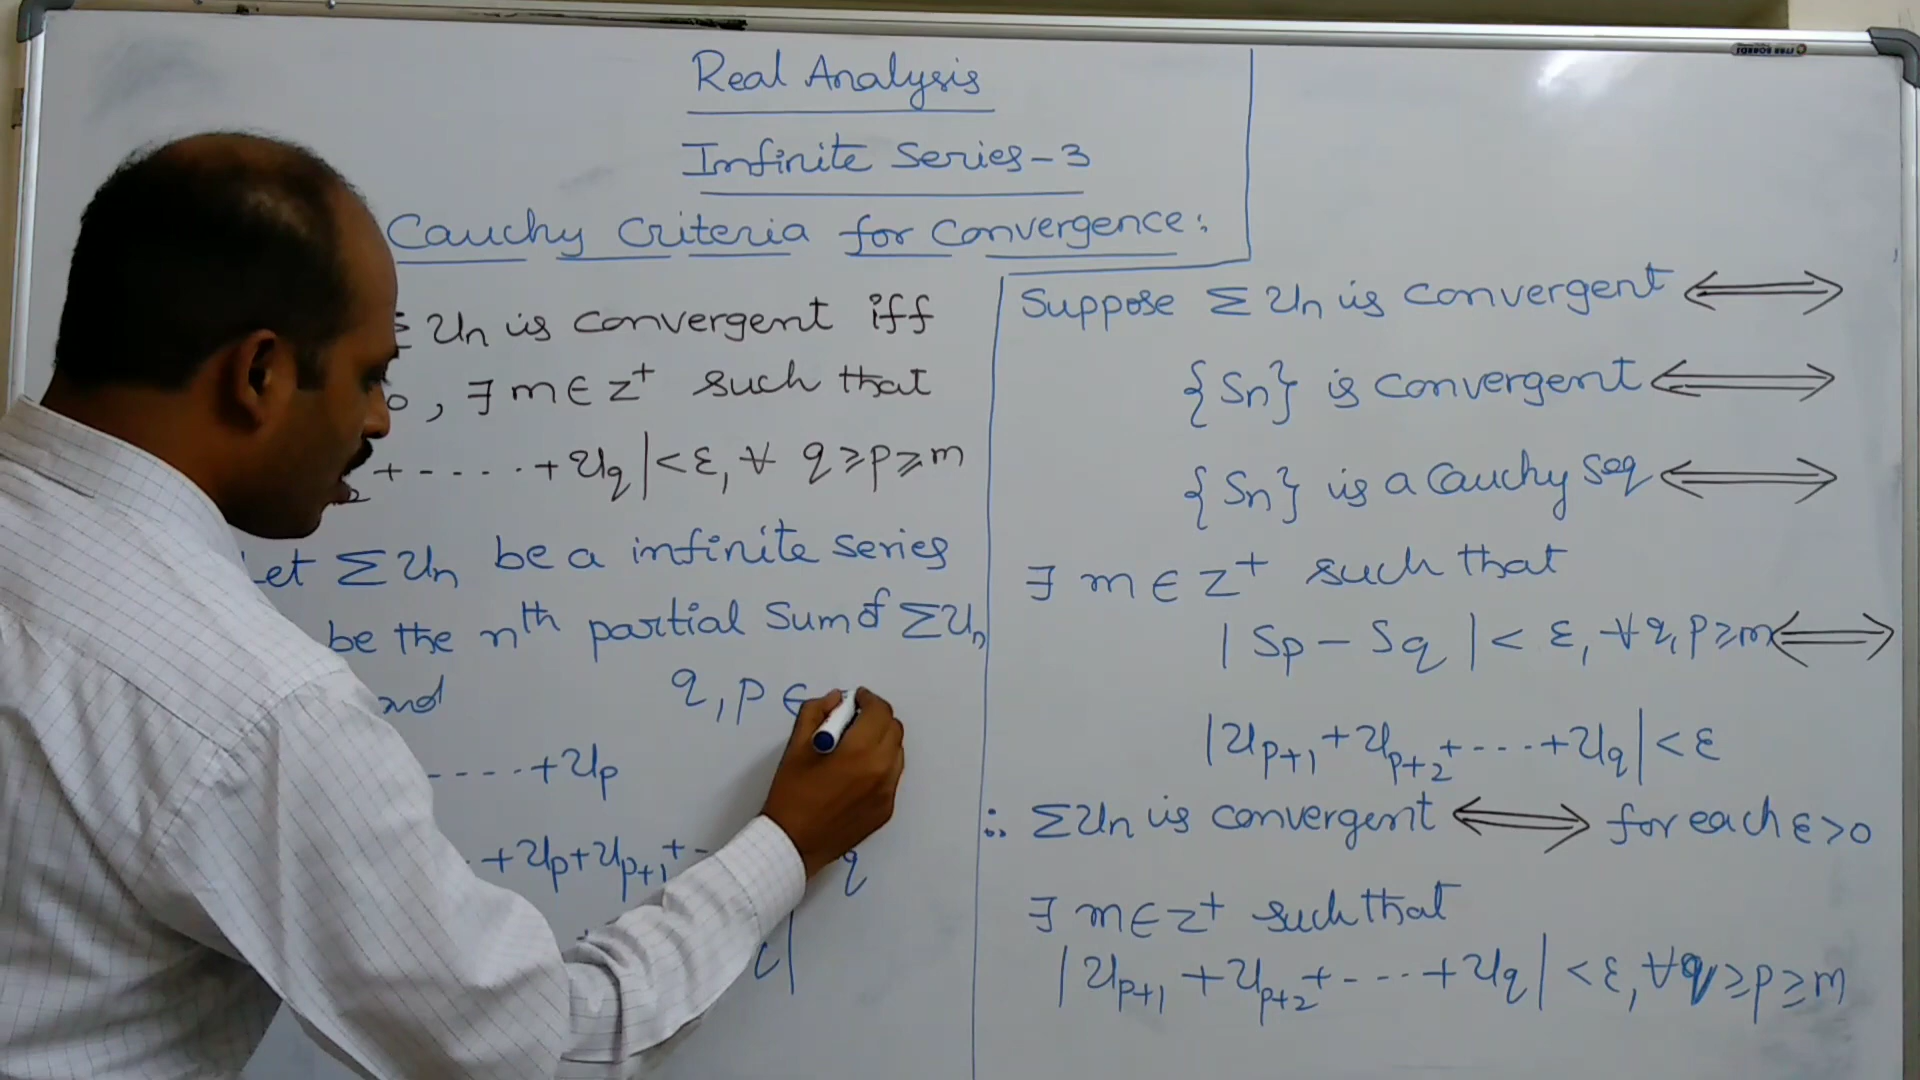 Real Analysis
Infinite Series-3
Cauchy Criteria for Convergence:
Σ Un is convergent iff
0, ∃ m ∈ z⁺ such that
2 + - - - - - + Uq | < ε, ∀ q ≥ p ≥ m
Let Σ Un be a infinite series
be the nth partial Sum of ΣUn
and q, p ∈
- - - - + Up
+ Up + Up+1 + - q
|
Suppose Σ Un is convergent ⟺
{Sn} is convergent ⟺
{Sn} is a Cauchy Seq ⟺
∃ m ∈ z⁺ such that
| Sp - Sq | < ε, ∀ q, p ≥ m ⟺
| Up+1 + Up+2 + - - - - + Uq | < ε
∴ ΣUn is convergent ⟺ for each ε > 0
∃ m ∈ z⁺ such that
| Up+1 + Up+2 + - - - - + Uq | < ε, ∀ q ≥ p ≥ m